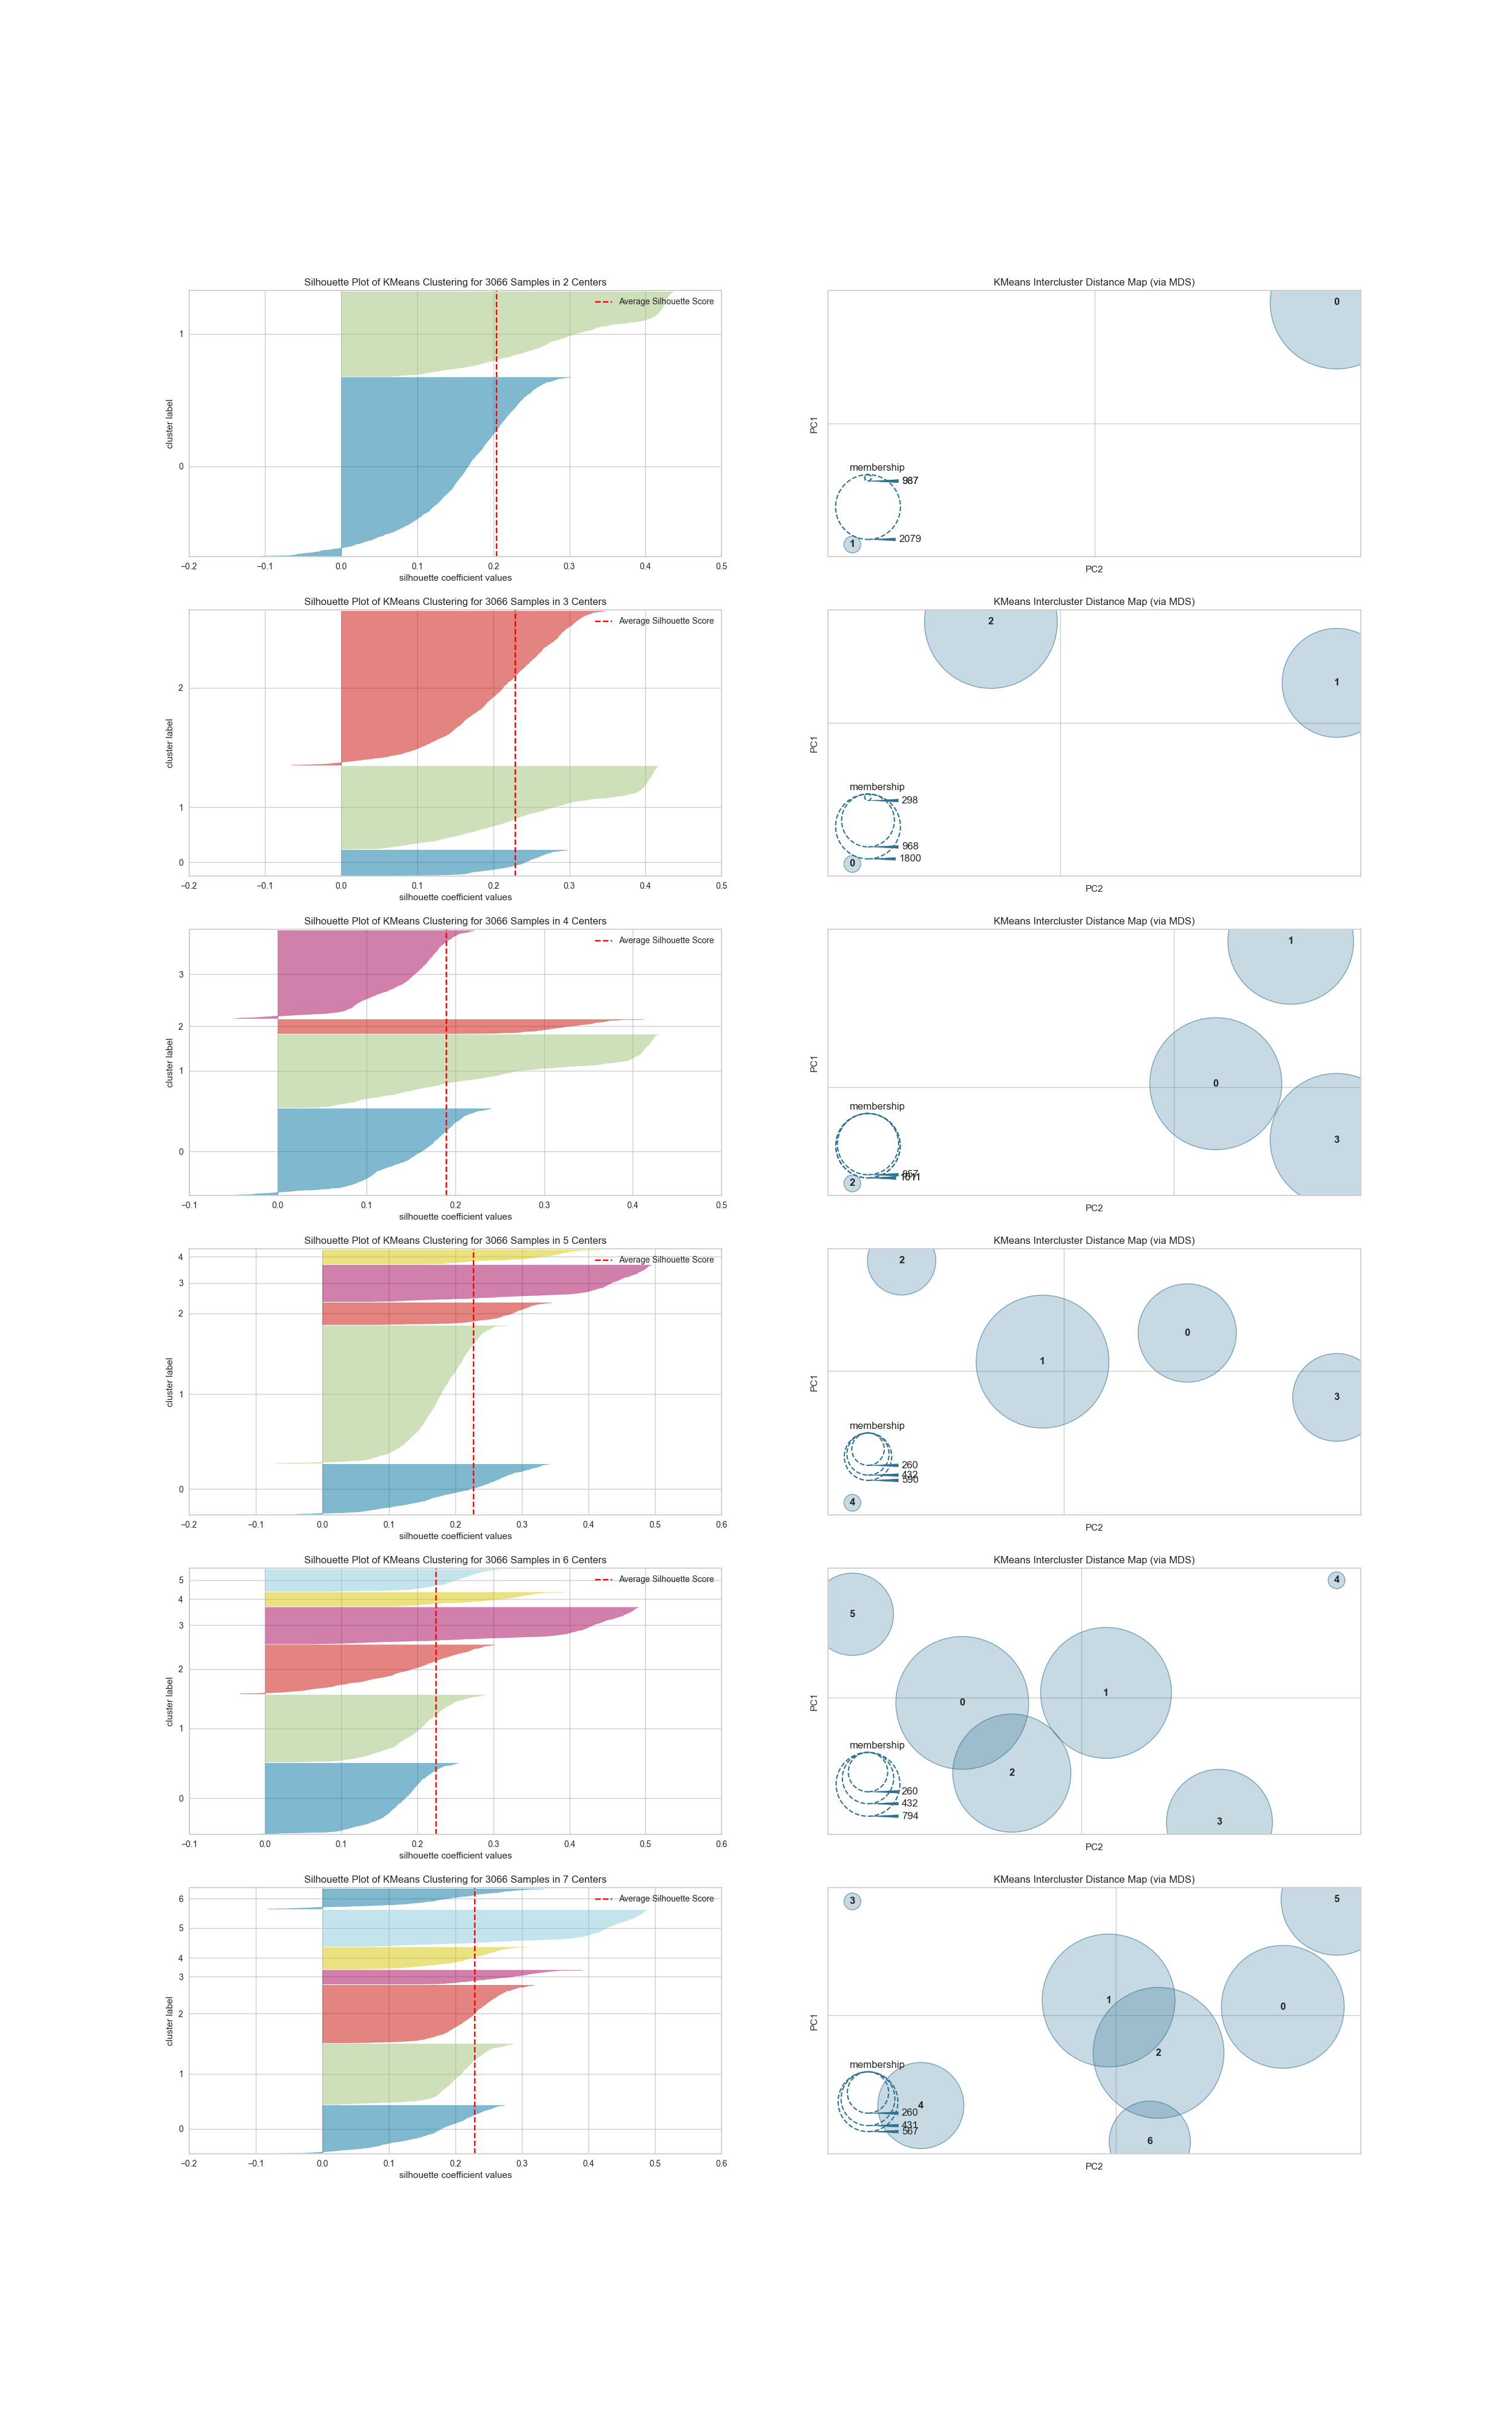 Silhouette Plot of KMeans Clustering for 3066 Samples in 2 Centers
Average Silhouette Score
1
0
cluster label
−0.2 −0.1 0.0 0.1 0.2 0.3 0.4 0.5
silhouette coefficient values
KMeans Intercluster Distance Map (via MDS)
0
PC1
membership
987
2079
1
PC2
Silhouette Plot of KMeans Clustering for 3066 Samples in 3 Centers
Average Silhouette Score
2
1
0
cluster label
−0.2 −0.1 0.0 0.1 0.2 0.3 0.4 0.5
silhouette coefficient values
KMeans Intercluster Distance Map (via MDS)
2
1
PC1
membership
298
968
1800
0
PC2
Silhouette Plot of KMeans Clustering for 3066 Samples in 4 Centers
Average Silhouette Score
3
2
1
0
cluster label
−0.1 0.0 0.1 0.2 0.3 0.4 0.5
silhouette coefficient values
KMeans Intercluster Distance Map (via MDS)
1
0
3
PC1
membership
2
PC2
Silhouette Plot of KMeans Clustering for 3066 Samples in 5 Centers
Average Silhouette Score
4
3
2
1
0
cluster label
−0.2 −0.1 0.0 0.1 0.2 0.3 0.4 0.5 0.6
silhouette coefficient values
KMeans Intercluster Distance Map (via MDS)
2
0
1
3
PC1
membership
260
432
590
4
PC2
Silhouette Plot of KMeans Clustering for 3066 Samples in 6 Centers
Average Silhouette Score
5
4
3
2
1
0
cluster label
−0.1 0.0 0.1 0.2 0.3 0.4 0.5 0.6
silhouette coefficient values
KMeans Intercluster Distance Map (via MDS)
4
5
1
0
2
3
PC1
membership
260
432
794
PC2
Silhouette Plot of KMeans Clustering for 3066 Samples in 7 Centers
Average Silhouette Score
6
5
4
3
2
1
0
cluster label
−0.2 −0.1 0.0 0.1 0.2 0.3 0.4 0.5 0.6
silhouette coefficient values
KMeans Intercluster Distance Map (via MDS)
3
5
1
0
2
4
6
PC1
membership
260
431
567
PC2